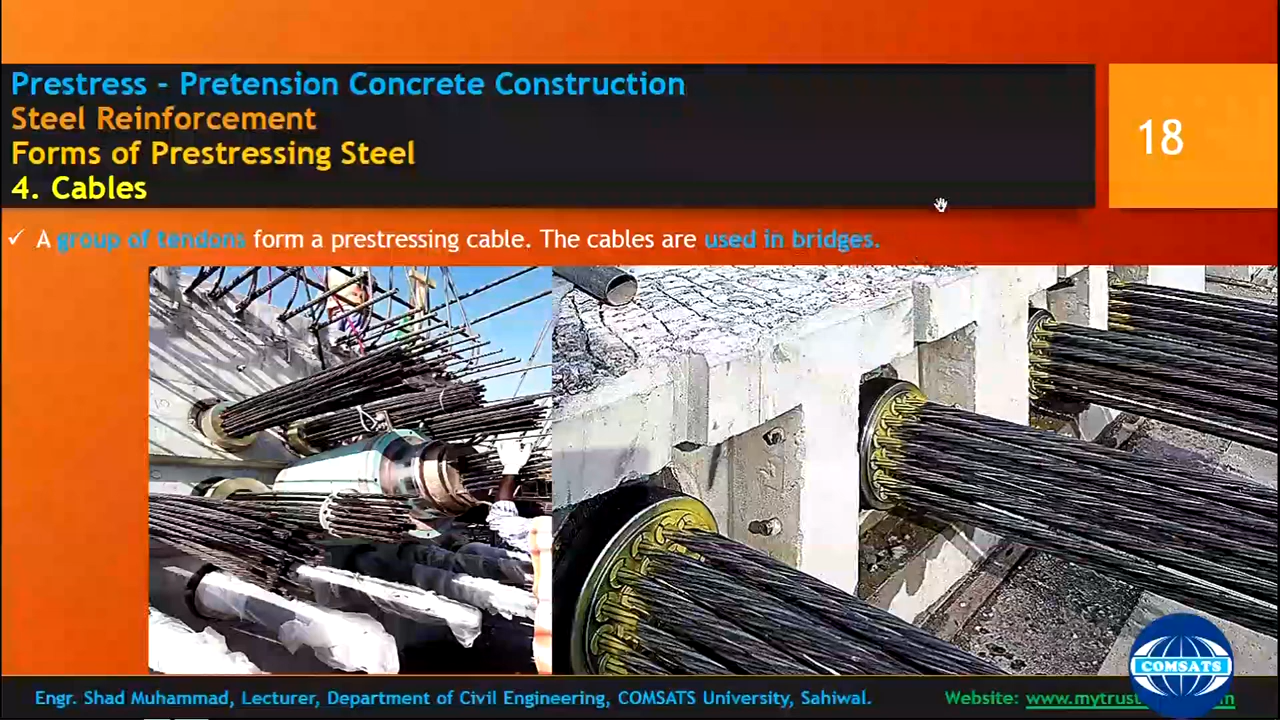 Prestress - Pretension Concrete Construction
Steel Reinforcement
Forms of Prestressing Steel
4. Cables
18
✓ A group of tendons form a prestressing cable. The cables are used in bridges.
COMSATS
Engr. Shad Muhammad, Lecturer, Department of Civil Engineering, COMSATS University, Sahiwal.
Website: